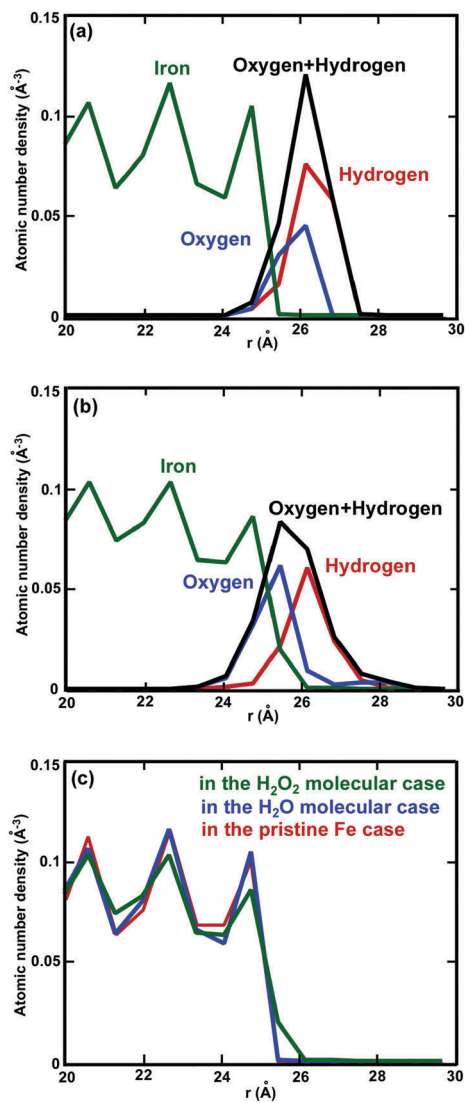 (a)
Oxygen+Hydrogen
Iron
Hydrogen
Oxygen
Atomic number density (Å-3)
0.15
0.1
0.05
0
20 22 24 26 28 30
r (Å)
(b)
Iron
Oxygen+Hydrogen
Oxygen
Hydrogen
Atomic number density (Å-3)
0.15
0.1
0.05
0
20 22 24 26 28 30
r (Å)
(c)
in the H2O2 molecular case
in the H2O molecular case
in the pristine Fe case
Atomic number density (Å-3)
0.15
0.1
0.05
0
20 22 24 26 28 30
r (Å)